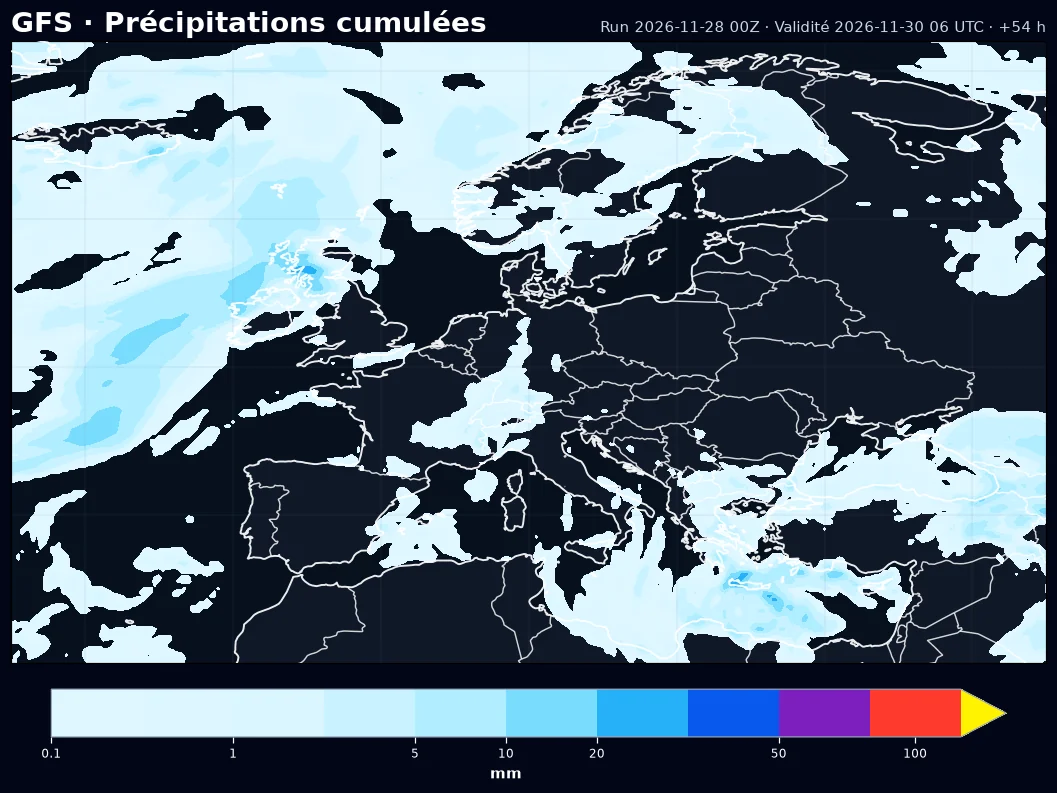 GFS · Précipitations cumulées
Run 2026-11-28 00Z · Validité 2026-11-30 06 UTC · +54 h
0.1 1 5 10 20 50 100
mm